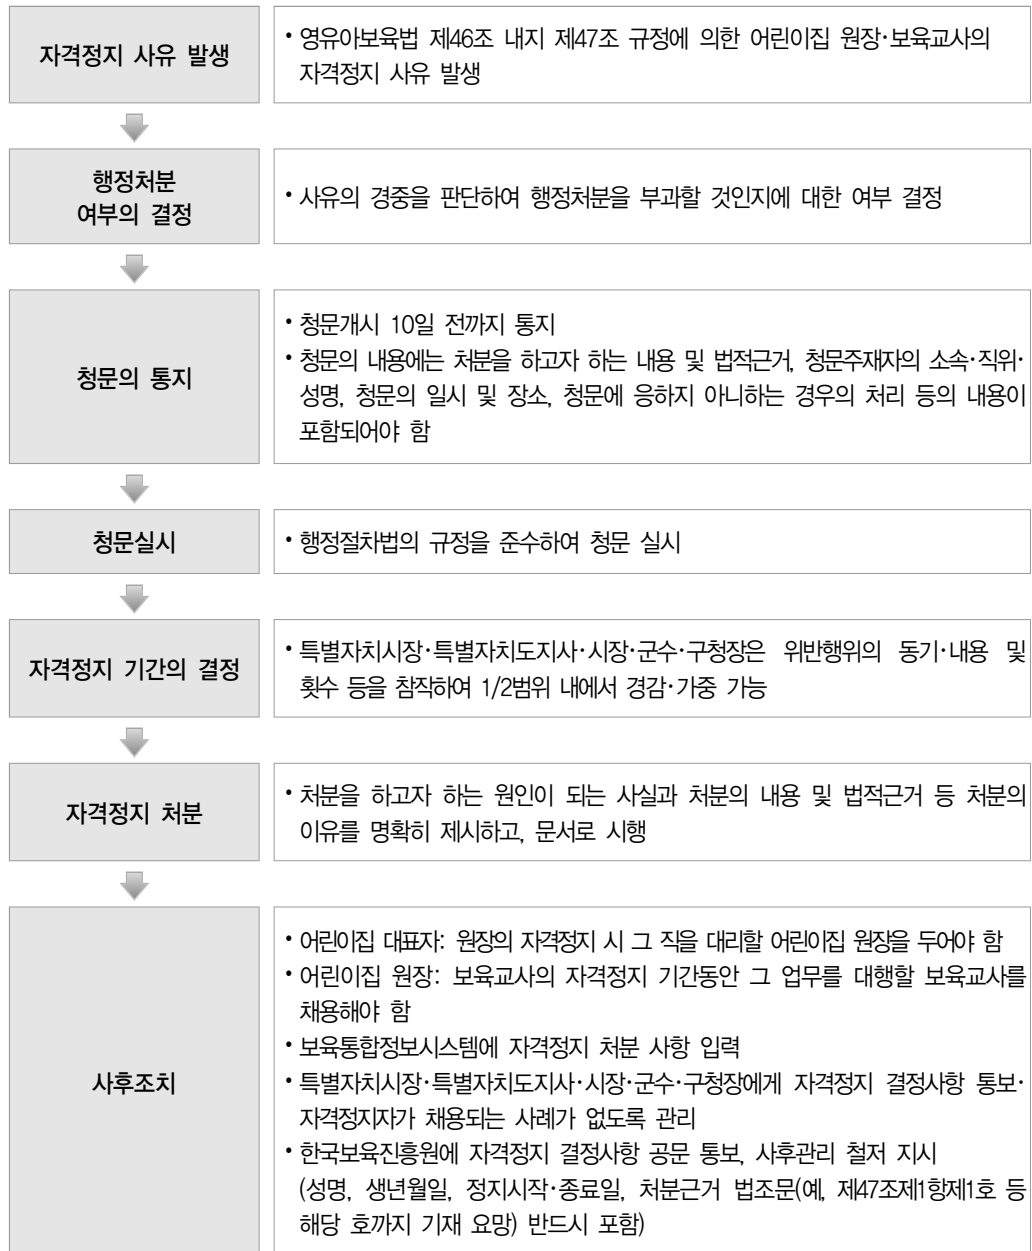 자격정지 사유 발생
• 영유아보육법 제46조 내지 제47조 규정에 의한 어린이집 원장·보육교사의
자격정지 사유 발생
행정처분
여부의 결정
• 사유의 경중을 판단하여 행정처분을 부과할 것인지에 대한 여부 결정
청문의 통지
• 청문개시 10일 전까지 통지
• 청문의 내용에는 처분을 하고자 하는 내용 및 법적근거, 청문주재자의 소속·직위·
성명, 청문의 일시 및 장소, 청문에 응하지 아니하는 경우의 처리 등의 내용이
포함되어야 함
청문실시
• 행정절차법의 규정을 준수하여 청문 실시
자격정지 기간의 결정
• 특별자치시장·특별자치도지사·시장·군수·구청장은 위반행위의 동기·내용 및
횟수 등을 참작하여 1/2범위 내에서 경감·가중 가능
자격정지 처분
• 처분을 하고자 하는 원인이 되는 사실과 처분의 내용 및 법적근거 등 처분의
이유를 명확히 제시하고, 문서로 시행
사후조치
• 어린이집 대표자: 원장의 자격정지 시 그 직을 대리할 어린이집 원장을 두어야 함
• 어린이집 원장: 보육교사의 자격정지 기간동안 그 업무를 대행할 보육교사를
채용해야 함
• 보육통합정보시스템에 자격정지 처분 사항 입력
• 특별자치시장·특별자치도지사·시장·군수·구청장에게 자격정지 결정사항 통보·
자격정지자가 채용되는 사례가 없도록 관리
• 한국보육진흥원에 자격정지 결정사항 공문 통보, 사후관리 철저 지시
(성명, 생년월일, 정지시작·종료일, 처분근거 법조문(예, 제47조제1항제1호 등
해당 호까지 기재 요망) 반드시 포함)